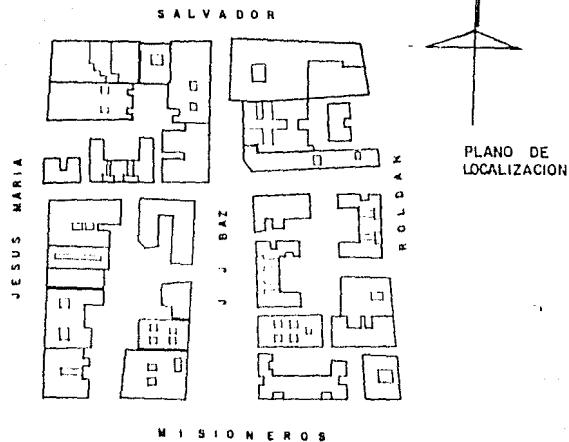 SALVADOR
PLANO DE
LOCALIZACION
JESUS MARIA
J J BAZ
ROLDAN
MISIONEROS